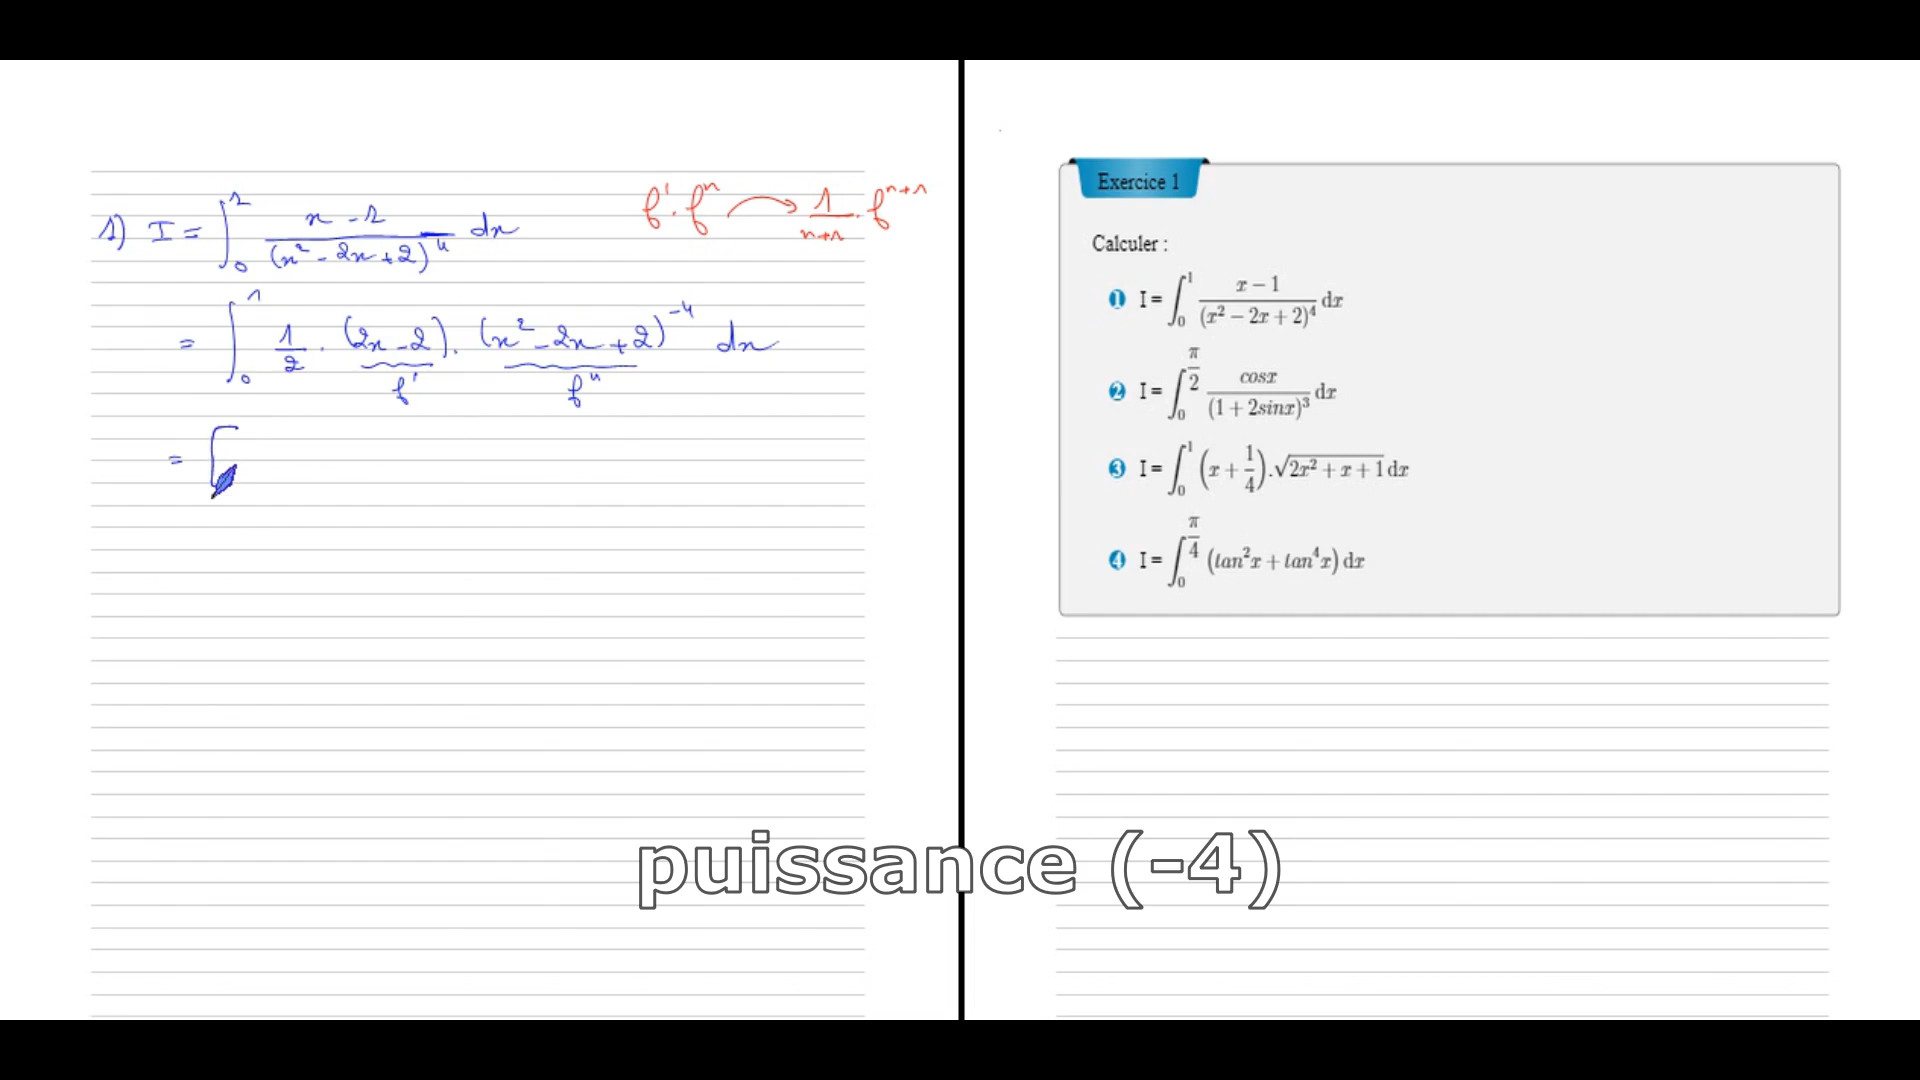 1) I = ∫₀¹ (x - 1)/(x² - 2x + 2)⁴ dx
f'. fⁿ → 1/(n+1) . fⁿ⁺¹
= ∫₀¹ 1/2 . (2x - 2) . (x² - 2x + 2)⁻⁴ dx
f' fⁿ
= [
Exercice 1
Calculer :
1 I = ∫₀¹ (x - 1)/(x² - 2x + 2)⁴ dx
2 I = ∫₀^(π/2) cosx/(1 + 2sinx)³ dx
3 I = ∫₀¹ (x + 1/4).√(2x² + x + 1) dx
4 I = ∫₀^(π/4) (tan²x + tan⁴x) dx
puissance (-4)